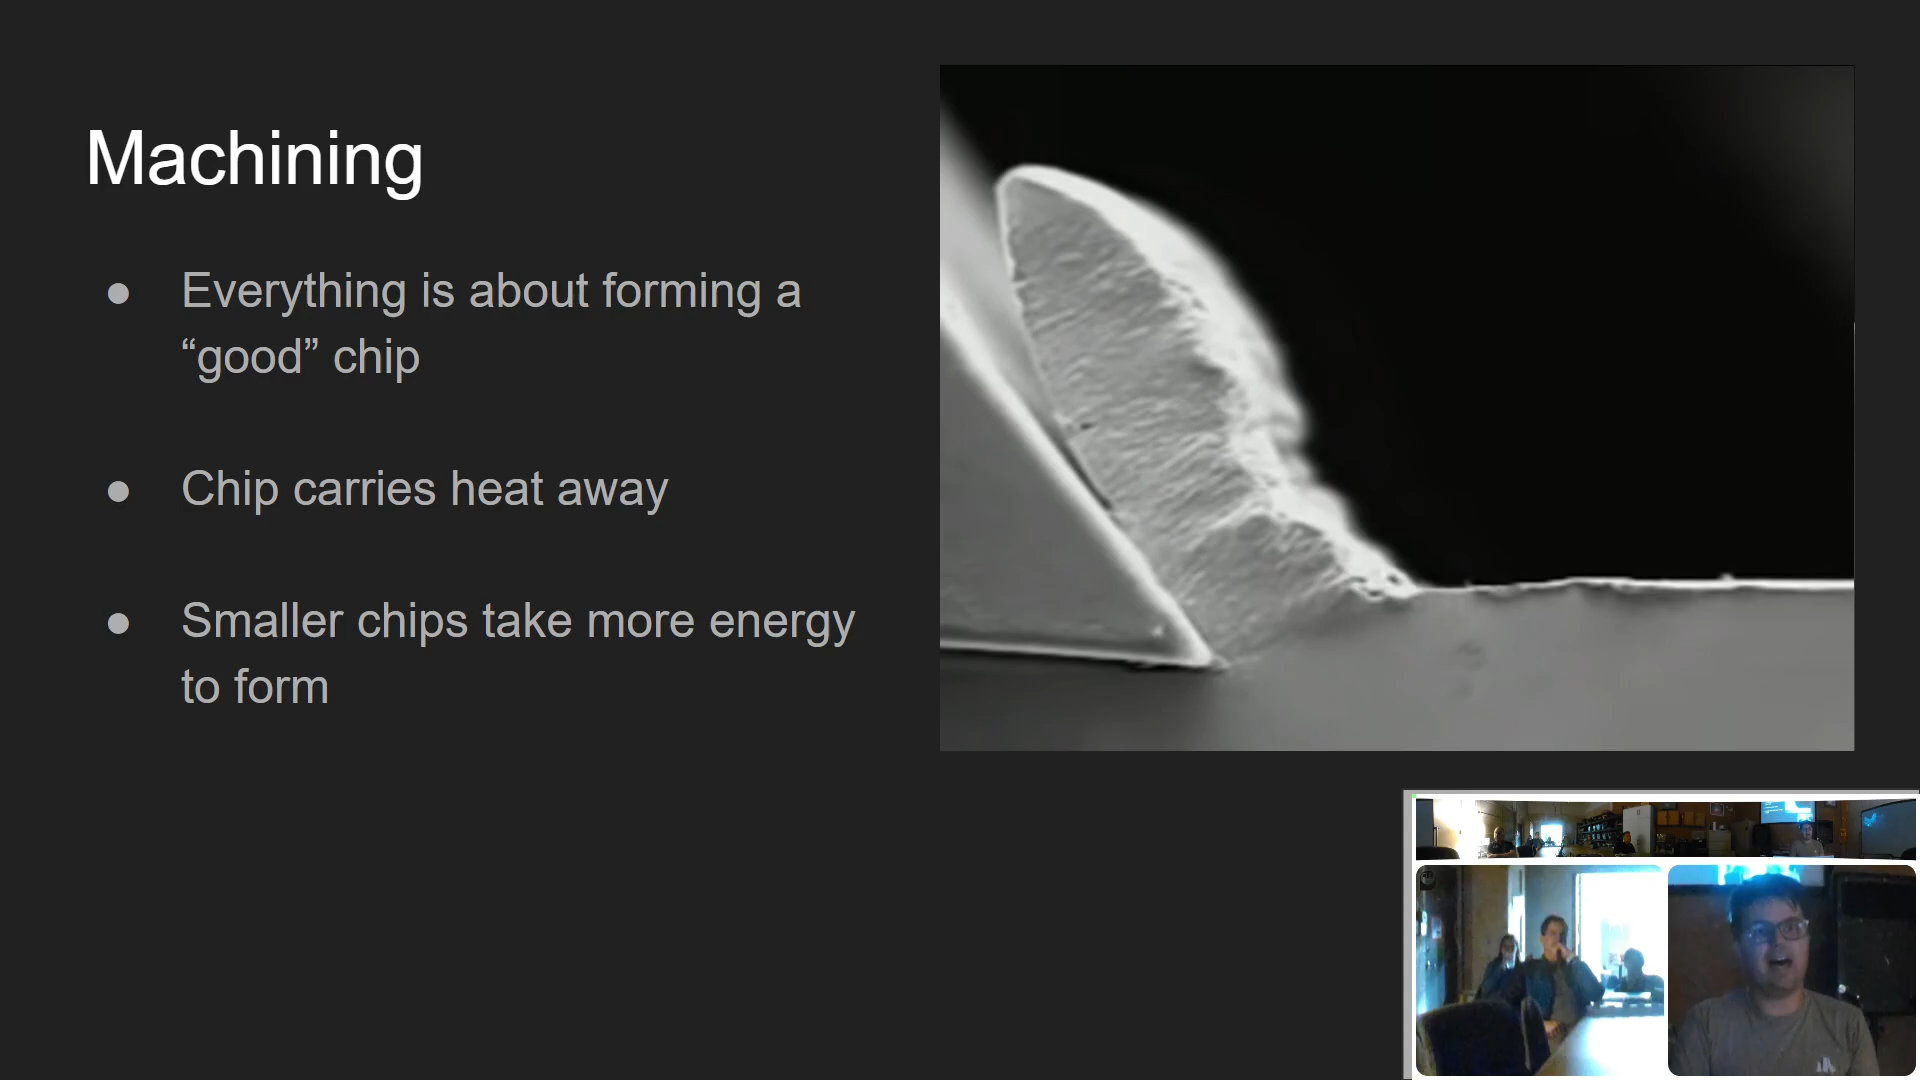 Machining
● Everything is about forming a
“good” chip
● Chip carries heat away
● Smaller chips take more energy
to form